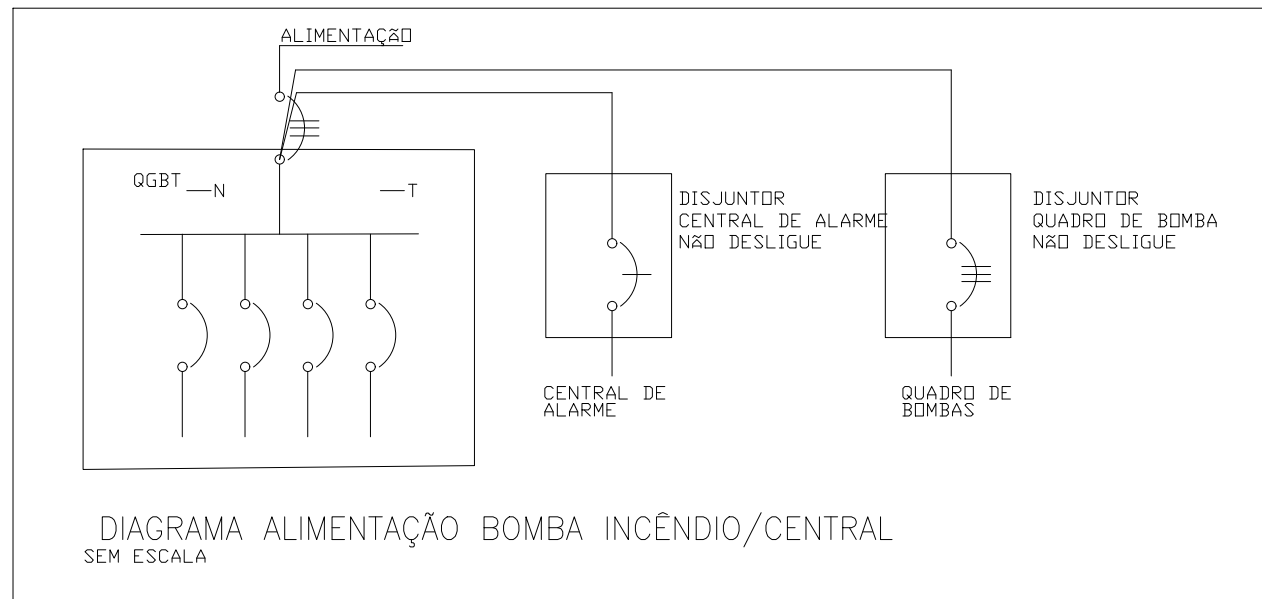 ALIMENTAÇÃO
QGBT
N
T
DISJUNTOR
CENTRAL DE ALARME
NÃO DESLIGUE
DISJUNTOR
QUADRO DE BOMBA
NÃO DESLIGUE
CENTRAL DE
ALARME
QUADRO DE
BOMBAS
DIAGRAMA ALIMENTAÇÃO BOMBA INCÊNDIO/CENTRAL
SEM ESCALA